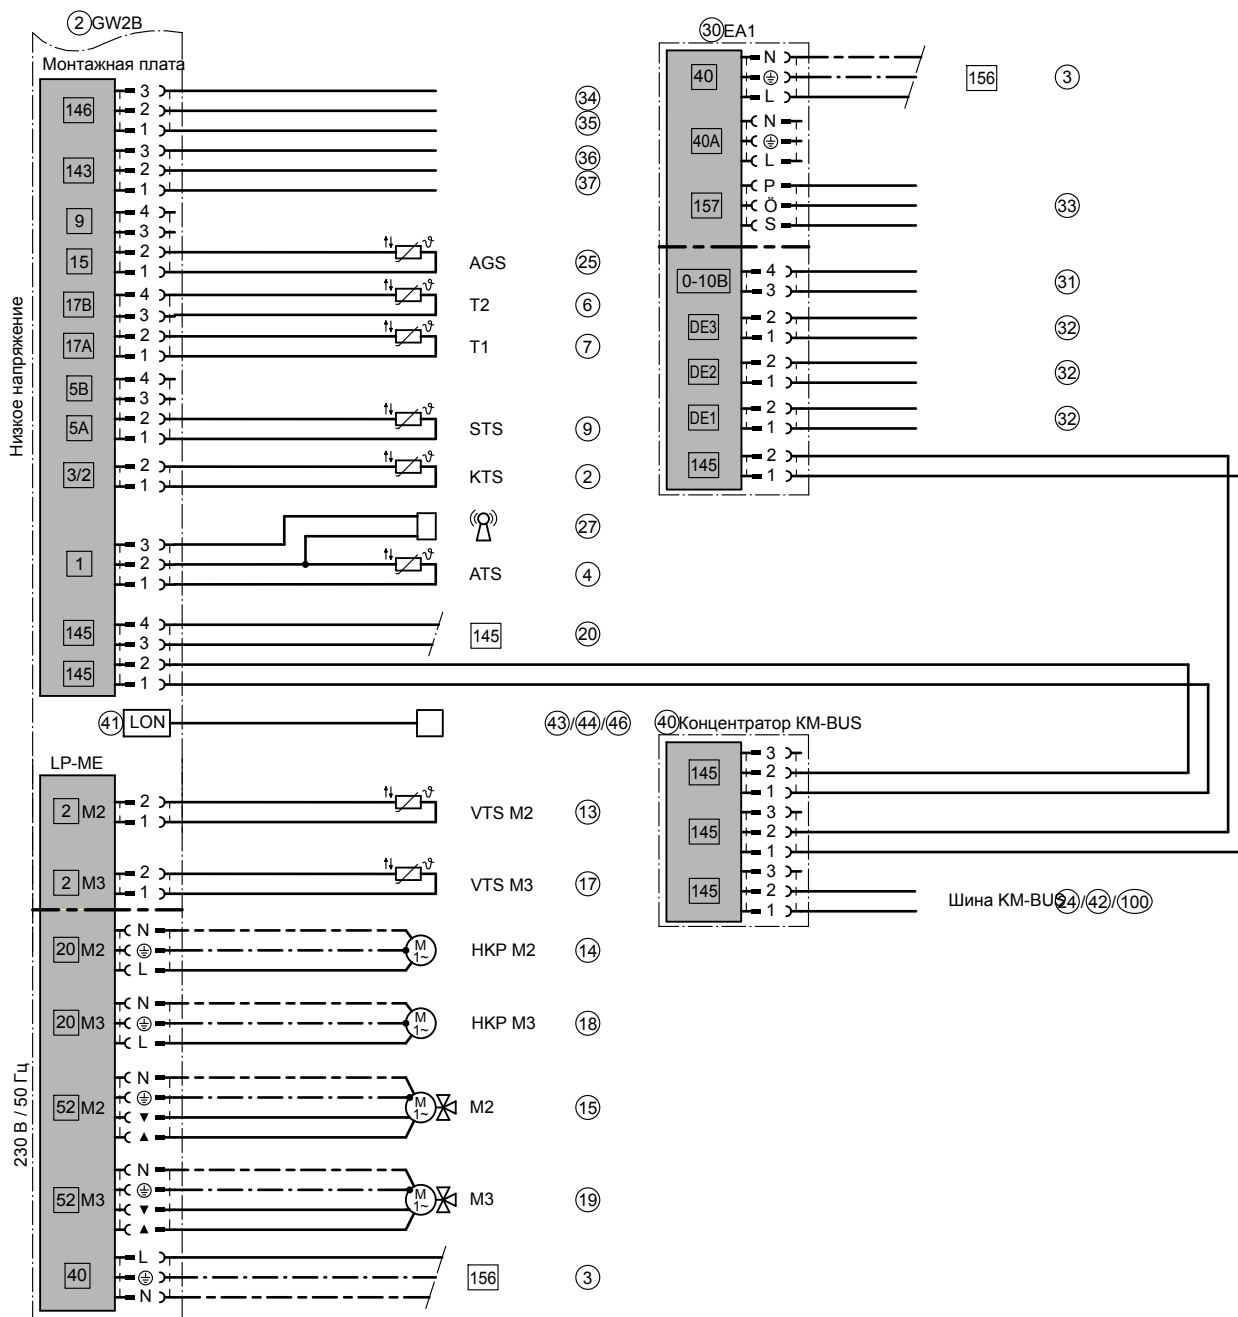 2 GW2B
Монтажная плата
Низкое напряжение
146 3 34
2 35
1
143 3 36
2 37
1
9 4
3
15 2 ϑ AGS 25
1
17B 4 ϑ T2 6
3
17A 2 ϑ T1 7
1
5B 4
3
5A 2 ϑ STS 9
1
3/2 2 ϑ KTS 2
1
27
1 3
2 ϑ ATS 4
1
145 4 145 20
3
145 2
1
41 LON 43/44/46
LP-ME
2 M2 2 ϑ VTS M2 13
1
2 M3 2 ϑ VTS M3 17
1
230 В / 50 Гц
20 M2 N M 1~ HKP M2 14
L
20 M3 N M 1~ HKP M3 18
L
52 M2 N M 1~ M2 15
▼
▲
52 M3 N M 1~ M3 19
▼
▲
40 L 156 3
N
30 EA1
40 N 156 3
L
40A N
L
157 P 33
Ö
S
0-10В 4 31
3
DE3 2 32
1
DE2 2 32
1
DE1 2 32
1
145 2
1
40 Концентратор KM-BUS
145 3
2
1
145 3
2
1
145 3
2 Шина KM-BUS 24/42/100
1